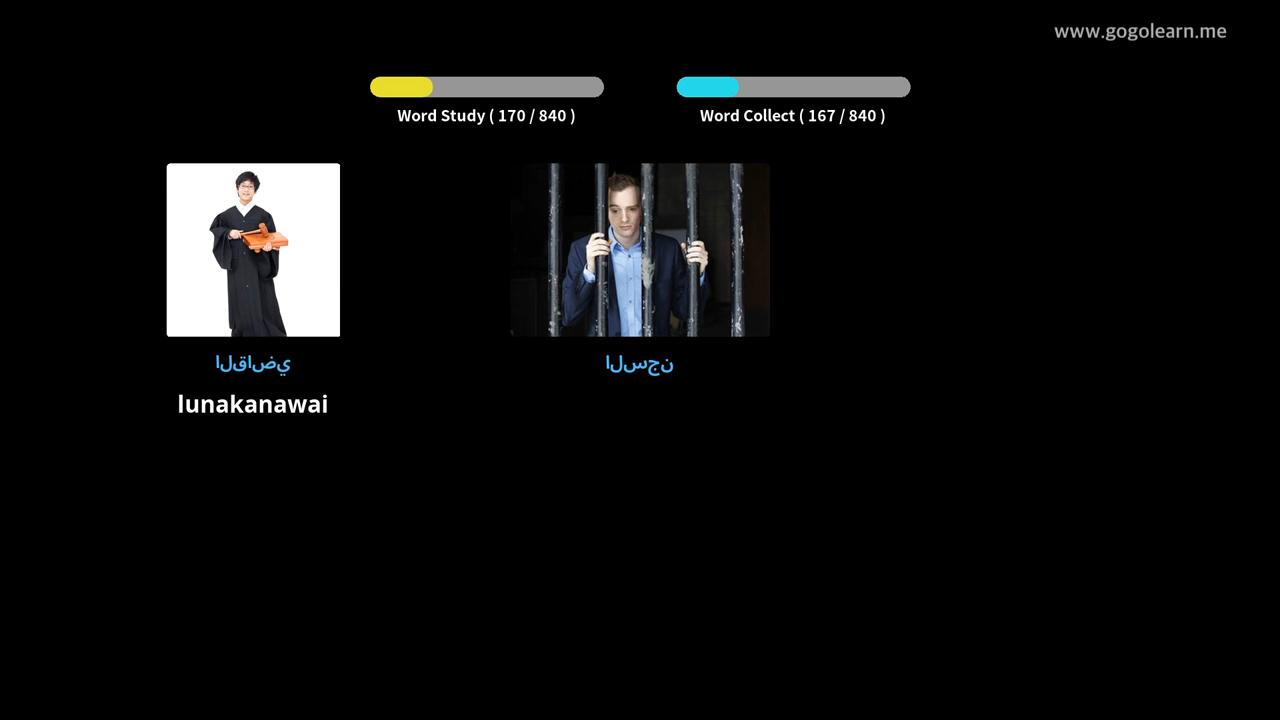 www.gogolearn.me
Word Study ( 170 / 840 )
Word Collect ( 167 / 840 )
القاضي
السجن
lunakanawai